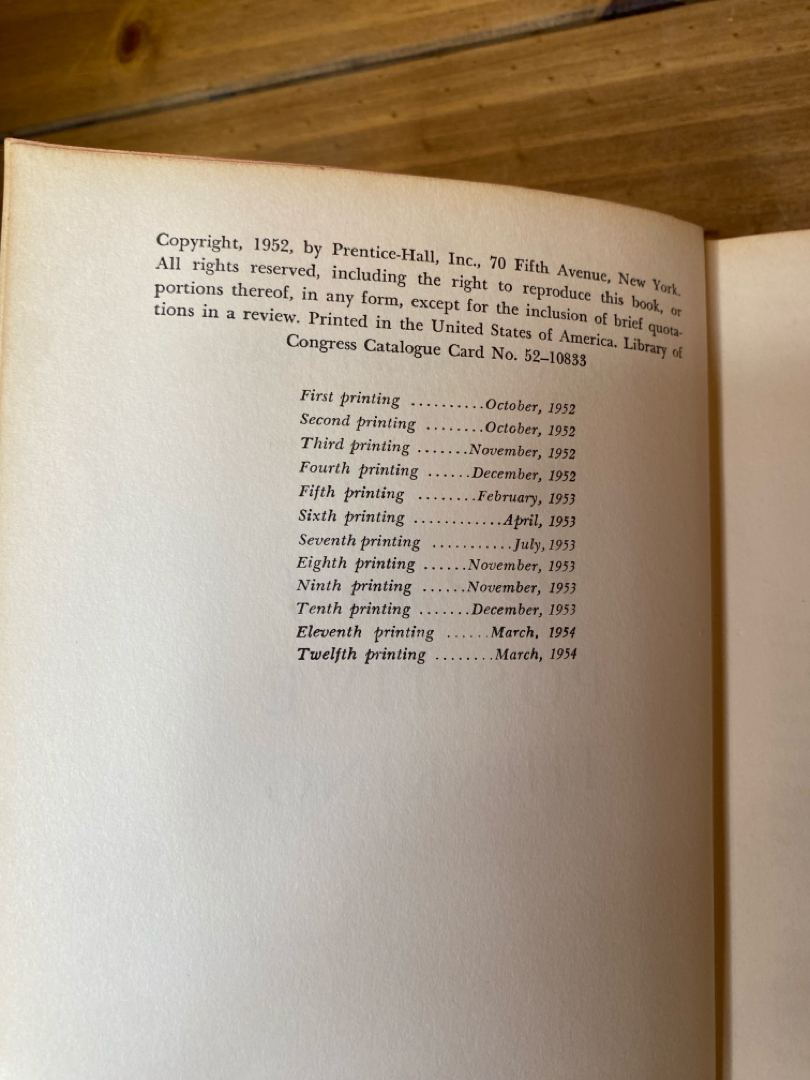 Copyright, 1952, by Prentice-Hall, Inc., 70 Fifth Avenue, New York.
All rights reserved, including the right to reproduce this book, or
portions thereof, in any form, except for the inclusion of brief quota-
tions in a review. Printed in the United States of America. Library of
Congress Catalogue Card No. 52–10833
First printing ..........October, 1952
Second printing ........October, 1952
Third printing .......November, 1952
Fourth printing ......December, 1952
Fifth printing ........February, 1953
Sixth printing ............April, 1953
Seventh printing ...........July, 1953
Eighth printing ......November, 1953
Ninth printing ......November, 1953
Tenth printing .......December, 1953
Eleventh printing ......March, 1954
Twelfth printing ........March, 1954